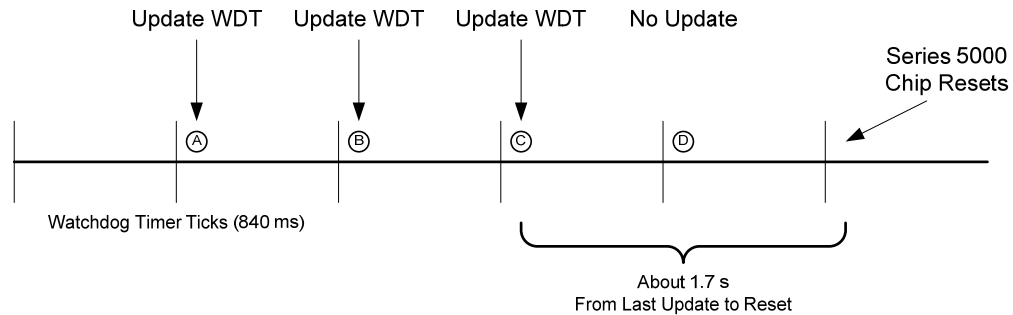 Update WDT
Update WDT
Update WDT
No Update
Series 5000
Chip Resets
A
B
C
D
Watchdog Timer Ticks (840 ms)
About 1.7 s
From Last Update to Reset